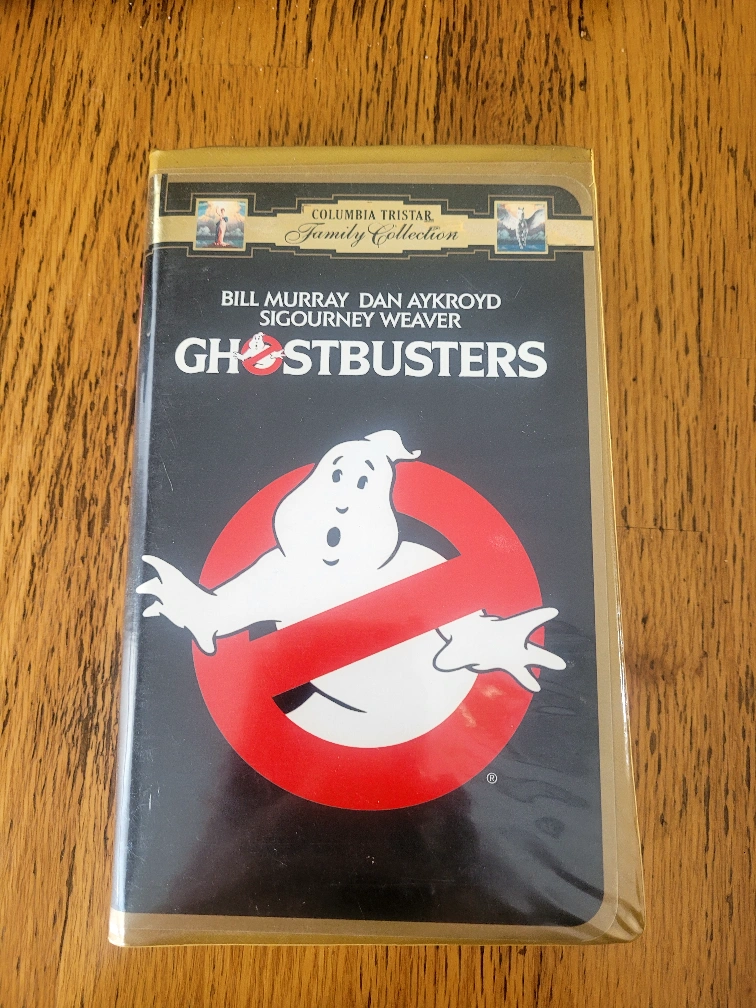 COLUMBIA TRISTAR
Family Collection
BILL MURRAY DAN AYKROYD
SIGOURNEY WEAVER
GHOSTBUSTERS
®